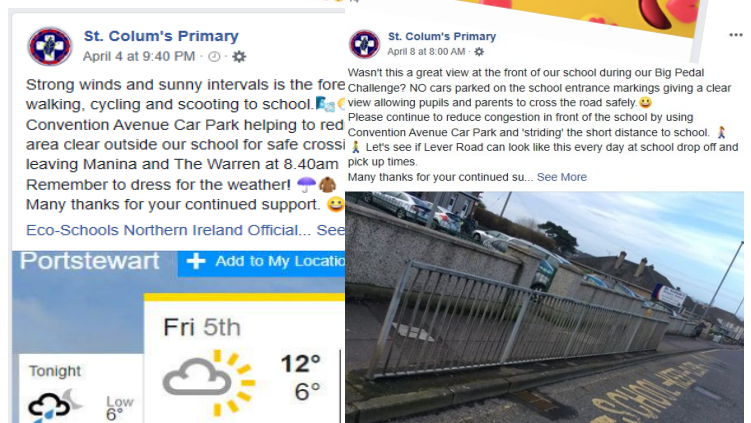 St. Colum's Primary
April 4 at 9:40 PM ·
Strong winds and sunny intervals is the fore
walking, cycling and scooting to school.
Convention Avenue Car Park helping to red
area clear outside our school for safe crossi
leaving Manina and The Warren at 8.40am
Remember to dress for the weather!
Many thanks for your continued support.
Eco-Schools Northern Ireland Official... See
Portstewart
+ Add to My Locatio
Fri 5th
12°
6°
Tonight
Low
6°
St. Colum's Primary
April 8 at 8:00 AM ·
Wasn't this a great view at the front of our school during our Big Pedal
Challenge? NO cars parked on the school entrance markings giving a clear
view allowing pupils and parents to cross the road safely.
Please continue to reduce congestion in front of the school by using
Convention Avenue Car Park and 'striding' the short distance to school.
Let's see if Lever Road can look like this every day at school drop off and
pick up times.
Many thanks for your continued su... See More
SCHOOL KEEP CLEAR